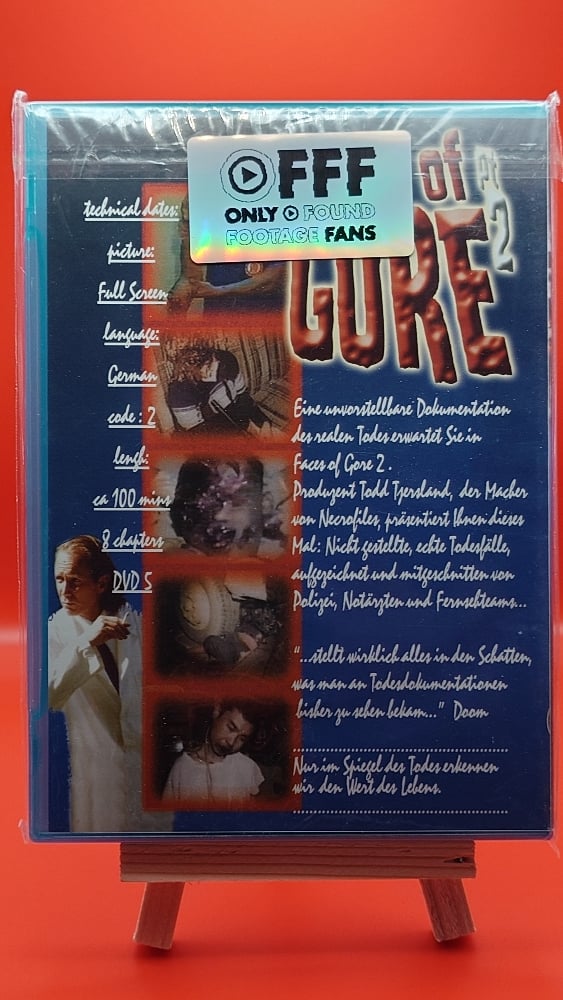 OFFF
ONLY FOUND
FOOTAGE FANS
of
GORE
PT
2
technical dates:
picture:
Full Screen
language:
German
code : 2
lengh:
ca 100 mins
8 chapters
DVD 5
Eine unvorstellbare Dokumentation
des realen Todes erwartet Sie in
Faces of Gore 2 .
Produzent Todd Tjersland, der Macher
von Necrofiles, präsentiert Ihnen dieses
Mal: Nicht gestellte, echte Todesfälle,
aufgezeichnet und mitgeschnitten von
Polizei, Notärzten und Fernsehteams...
"...stellt wirklich alles in den Schatten,
was man an Todesdokumentationen
bisher zu sehen bekam..." Doom
Nur im Spiegel des Todes erkennen
wir den Wert des Lebens.